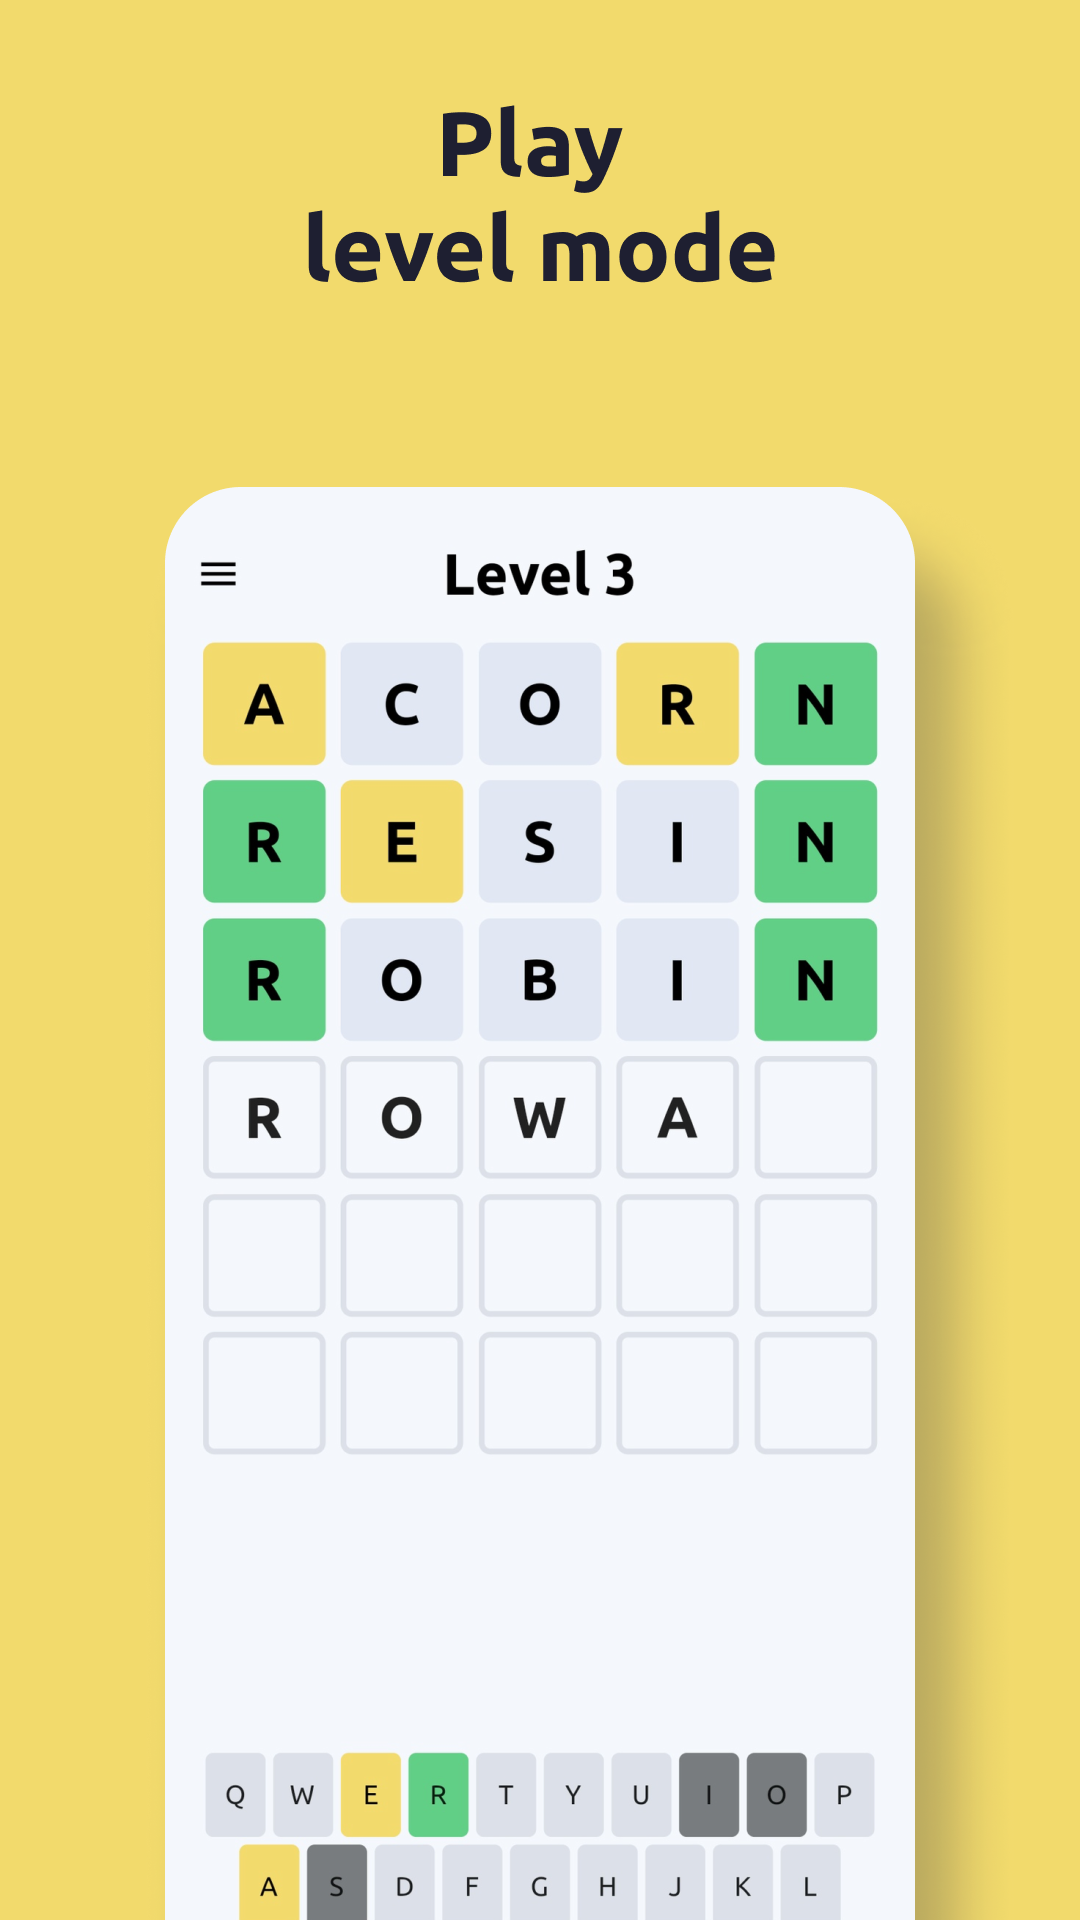 Play
level mode
Level 3
A C O R N
R E S I N
R O B I N
R O W A
Q W E R T Y U I O P
A S D F G H J K L